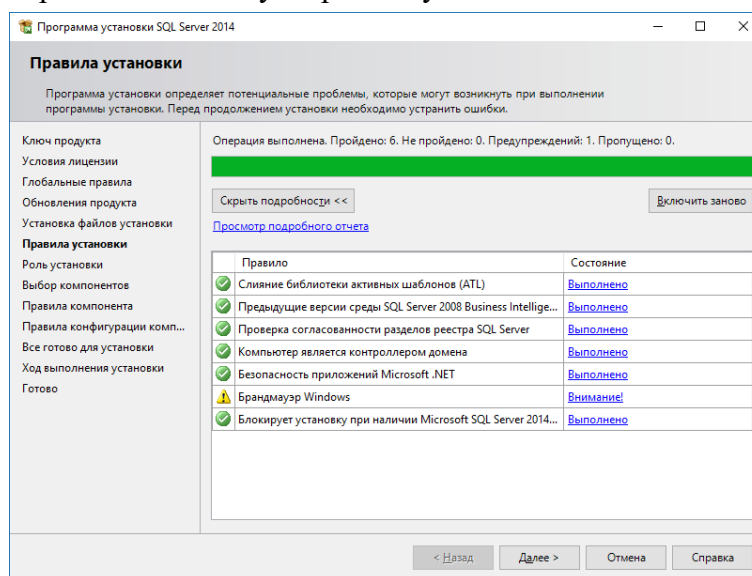 Программа установки SQL Server 2014
Правила установки
Программа установки определяет потенциальные проблемы, которые могут возникнуть при выполнении
программы установки. Перед продолжением установки необходимо устранить ошибки.
Ключ продукта
Условия лицензии
Глобальные правила
Обновления продукта
Установка файлов установки
Правила установки
Роль установки
Выбор компонентов
Правила компонента
Правила конфигурации комп...
Все готово для установки
Ход выполнения установки
Готово
Операция выполнена. Пройдено: 6. Не пройдено: 0. Предупреждений: 1. Пропущено: 0.
Скрыть подробности <<
Включить заново
Просмотр подробного отчета
Правило Состояние
Слияние библиотеки активных шаблонов (ATL) Выполнено
Предыдущие версии среды SQL Server 2008 Business Intellige... Выполнено
Проверка согласованности разделов реестра SQL Server Выполнено
Компьютер является контроллером домена Выполнено
Безопасность приложений Microsoft .NET Выполнено
Брандмауэр Windows Внимание!
Блокирует установку при наличии Microsoft SQL Server 2014... Выполнено
< Назад Далее > Отмена Справка